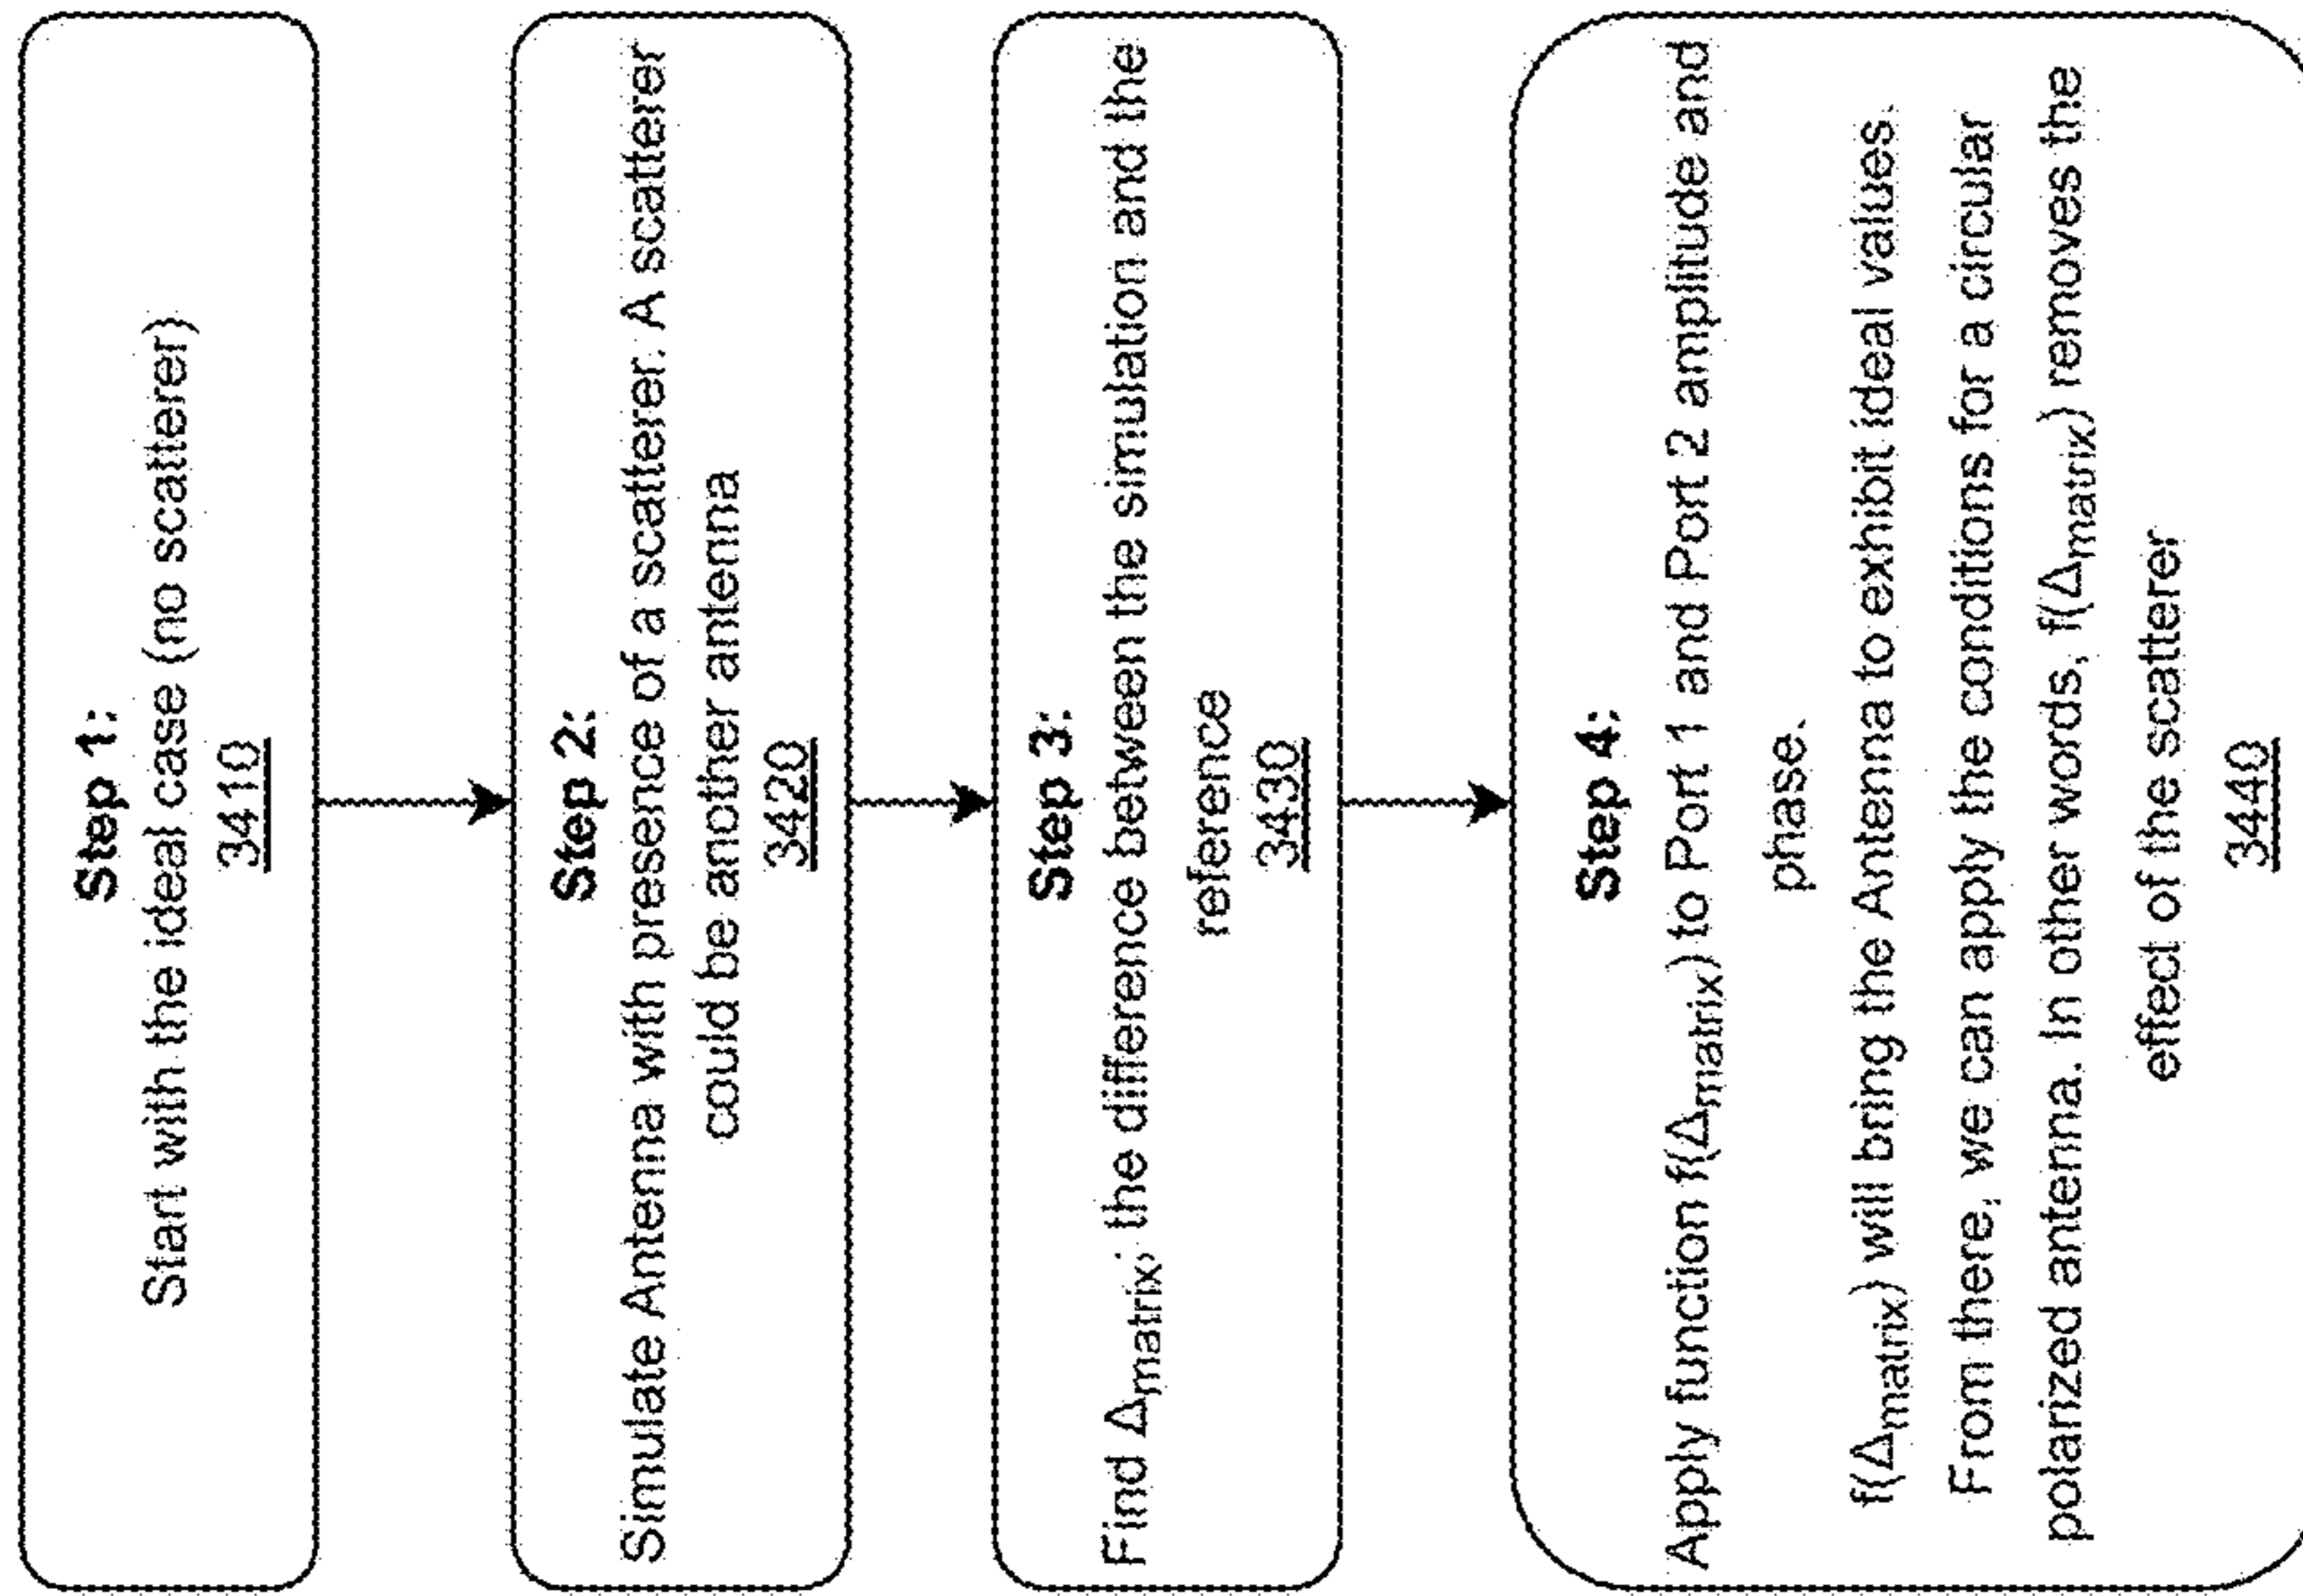 Step 1:
Start with the ideal case (no scatterer)
3410
Step 2:
Simulate Antenna with presence of a scatterer. A scatterer
could be another antenna
3420
Step 3:
Find Δmatrix; the difference between the simulation and the
reference
3430
Step 4:
Apply function f(Δmatrix) to Port 1 and Port 2 amplitude and
phase.
f(Δmatrix) will bring the Antenna to exhibit ideal values.
From there, we can apply the conditions for a circular
polarized antenna. In other words, f(Δmatrix) removes the
effect of the scatterer
3440